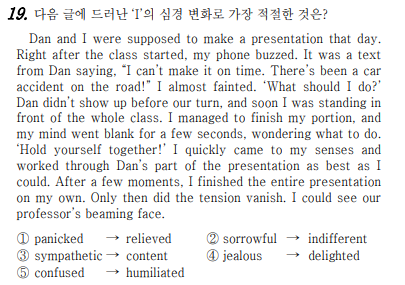 19. 다음 글에 드러난 ‘I’의 심경 변화로 가장 적절한 것은?
Dan and I were supposed to make a presentation that day.
Right after the class started, my phone buzzed. It was a text
from Dan saying, “I can’t make it on time. There’s been a car
accident on the road!” I almost fainted. ‘What should I do?’
Dan didn’t show up before our turn, and soon I was standing in
front of the whole class. I managed to finish my portion, and
my mind went blank for a few seconds, wondering what to do.
‘Hold yourself together!’ I quickly came to my senses and
worked through Dan’s part of the presentation as best as I
could. After a few moments, I finished the entire presentation
on my own. Only then did the tension vanish. I could see our
professor’s beaming face.
① panicked → relieved ② sorrowful → indifferent
③ sympathetic → content ④ jealous → delighted
⑤ confused → humiliated